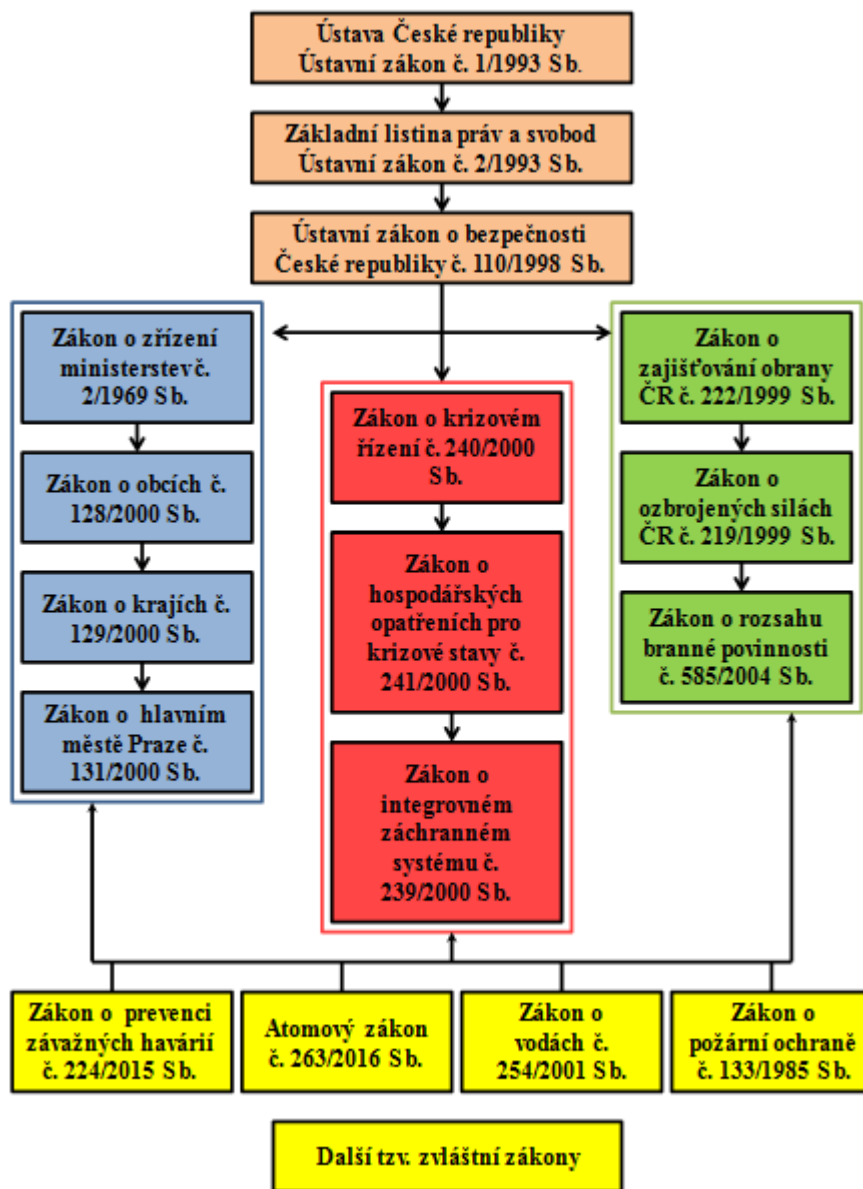 Ústava České republiky
Ústavní zákon č. 1/1993 Sb.
Základní listina práv a svobod
Ústavní zákon č. 2/1993 Sb.
Ústavní zákon o bezpečnosti
České republiky č. 110/1998 Sb.
Zákon o zřízení
ministerstev č.
2/1969 Sb.
Zákon o obcích č.
128/2000 Sb.
Zákon o krajích č.
129/2000 Sb.
Zákon o hlavním
městě Praze č.
131/2000 Sb.
Zákon o krizovém
řízení č. 240/2000
Sb.
Zákon o
hospodářských
opatřeních pro
krizové stavy č.
241/2000 Sb.
Zákon o
integrovném
záchranném
systému č.
239/2000 Sb.
Zákon o
zajišťování obrany
ČR č. 222/1999 Sb.
Zákon o
ozbrojených silách
ČR č. 219/1999 Sb.
Zákon o rozsahu
branné povinnosti
č. 585/2004 Sb.
Zákon o prevenci
závažných havárií
č. 224/2015 Sb.
Atomový zákon
č. 263/2016 Sb.
Zákon o
vodách č.
254/2001 Sb.
Zákon o
požární ochraně
č. 133/1985 Sb.
Další tzv. zvláštní zákony